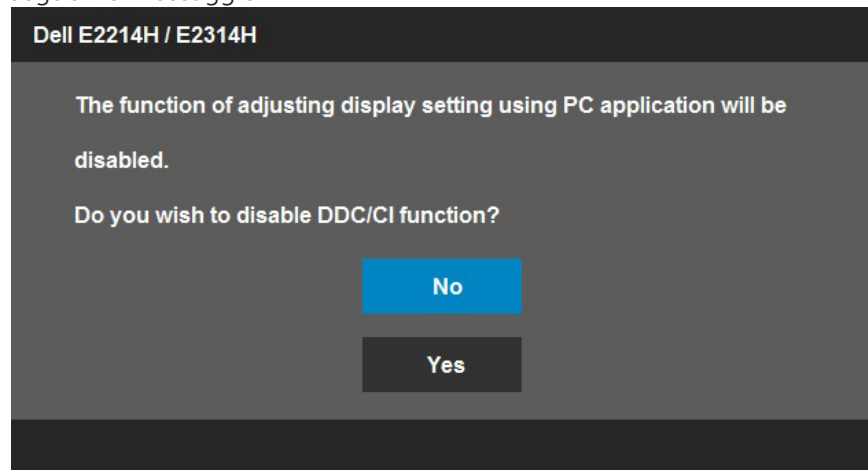 Dell E2214H / E2314H
The function of adjusting display setting using PC application will be
disabled.
Do you wish to disable DDC/CI function?
No
Yes